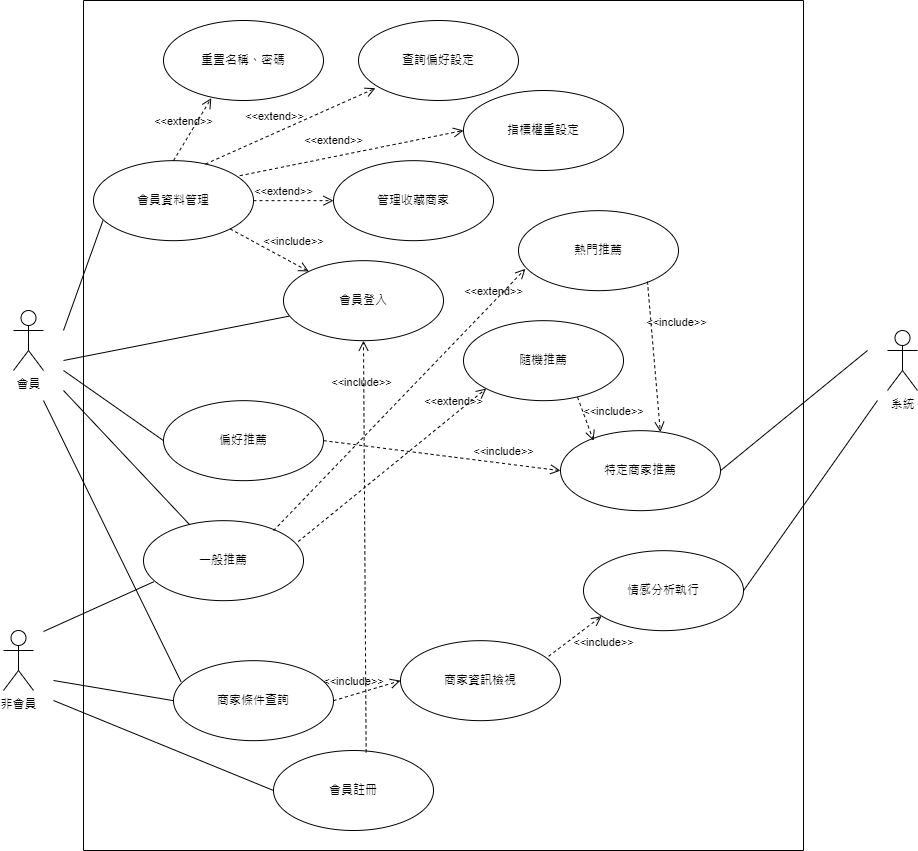 重置名稱、密碼
查詢偏好設定
<<extend>>
<<extend>>
指標權重設定
<<extend>>
會員資料管理
<<extend>>
管理收藏商家
<<include>>
熱門推薦
<<extend>>
會員登入
<<include>>
會員
隨機推薦
系統
<<include>>
<<extend>>
<<include>>
偏好推薦
<<include>>
特定商家推薦
一般推薦
情感分析執行
<<include>>
非會員
商家條件查詢
<<include>>
商家資訊檢視
會員註冊